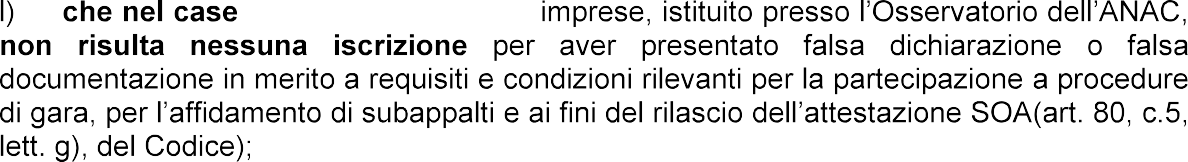 l) che nel case imprese, istituito presso l'Osservatorio dell'ANAC,
non risulta nessuna iscrizione per aver presentato falsa dichiarazione o falsa
documentazione in merito a requisiti e condizioni rilevanti per la partecipazione a procedure
di gara, per l'affidamento di subappalti e ai fini del rilascio dell'attestazione SOA(art. 80, c.5,
lett. g), del Codice);